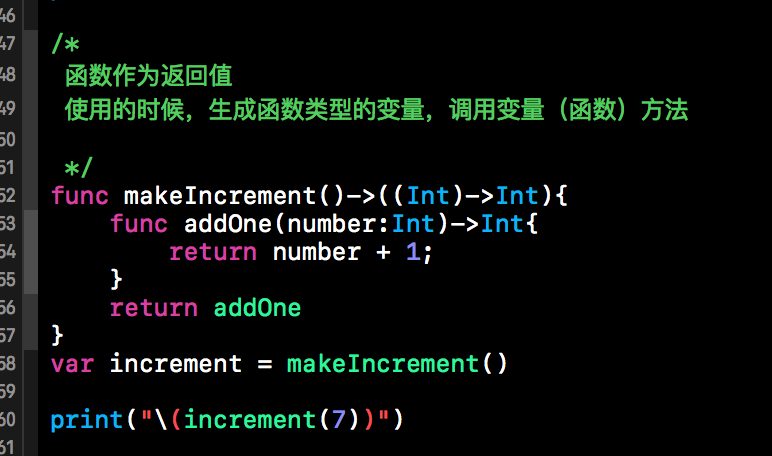 46
47 /*
48 函数作为返回值
49 使用的时候，生成函数类型的变量，调用变量（函数）方法
50
51 */
52 func makeIncrement()->((Int)->Int){
53 func addOne(number:Int)->Int{
54 return number + 1;
55 }
56 return addOne
57 }
58 var increment = makeIncrement()
59
60 print("\(increment(7))")
61